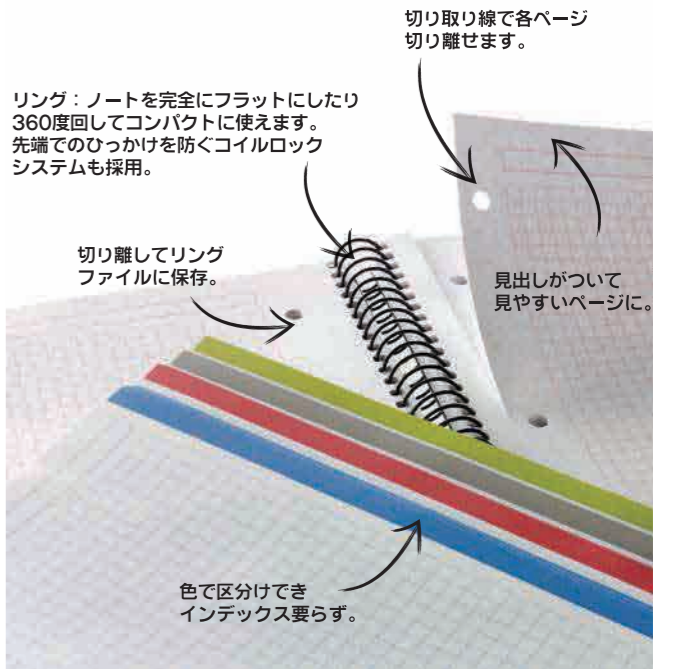 切り取り線で各ページ
切り離せます。
リング：ノートを完全にフラットにしたり
360度回してコンパクトに使えます。
先端でのひっかけを防ぐコイルロック
システムも採用。
切り離してリング
ファイルに保存。
見出しがついて
見やすいページに。
色で区分けでき
インデックス要らず。